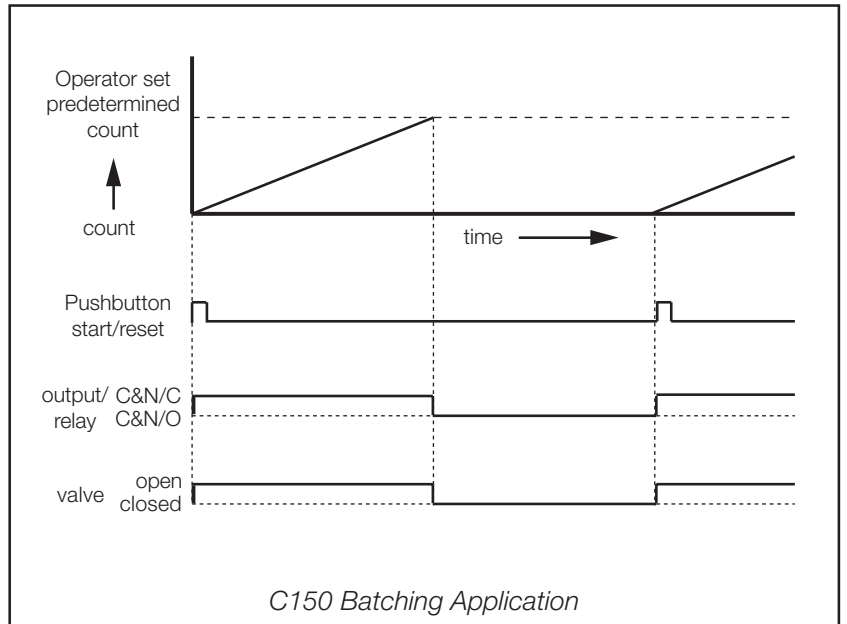 Operator set
predetermined
count
count
time
Pushbutton
start/reset
output/ C&N/C
relay C&N/O
valve open
closed
C150 Batching Application